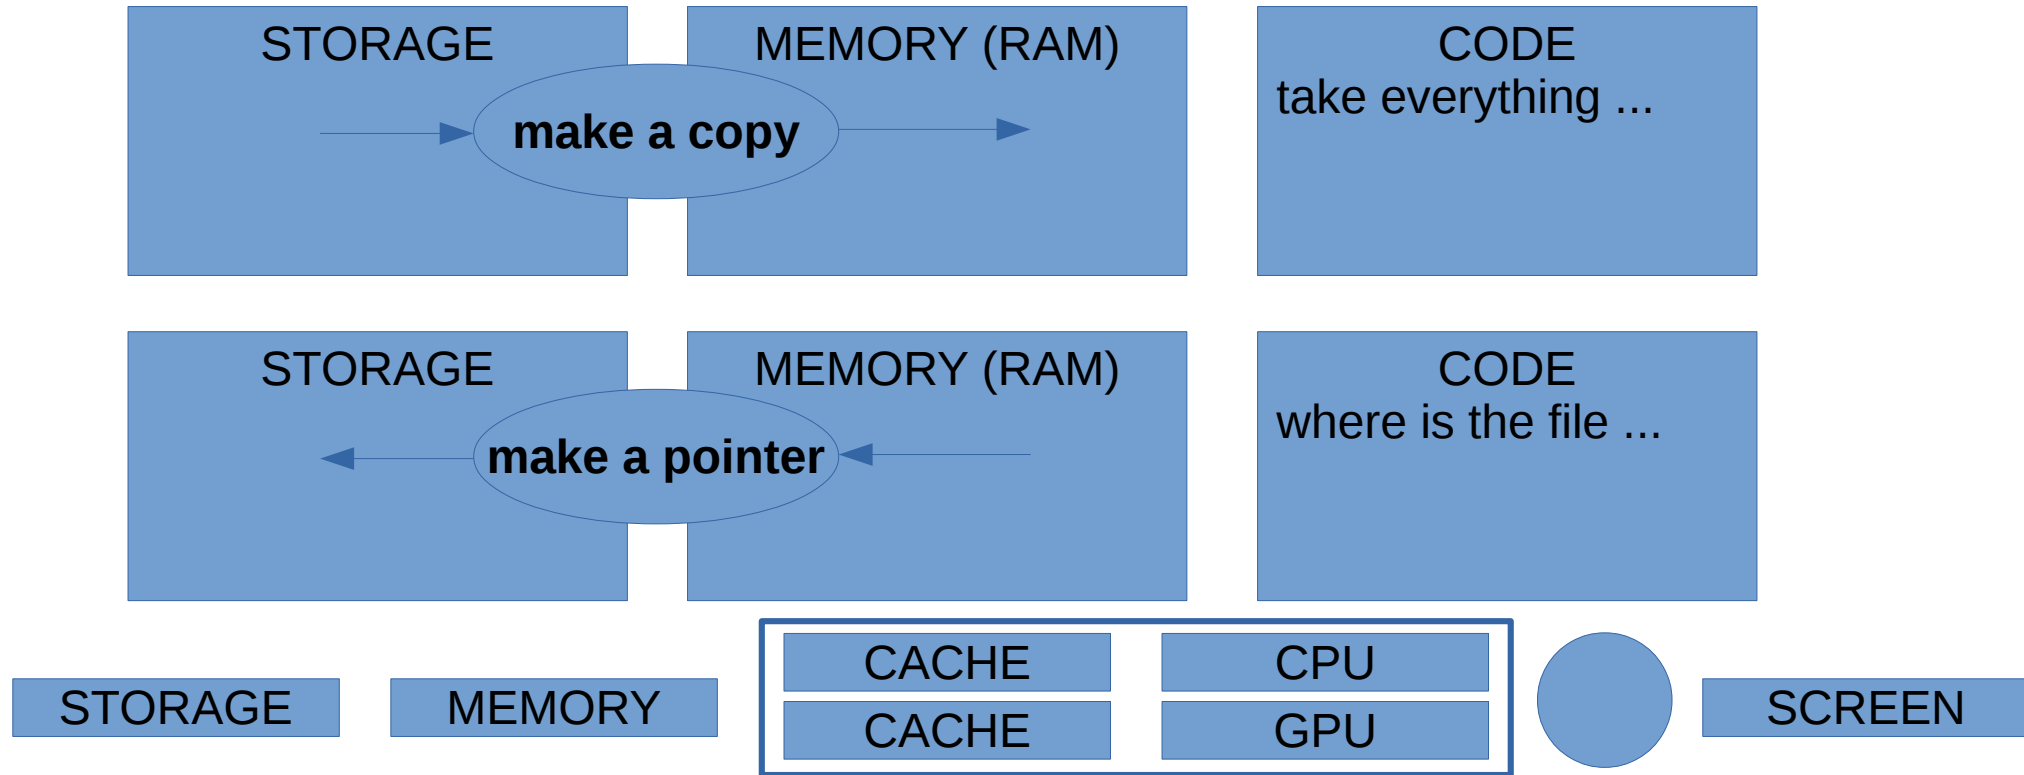 STORAGE
MEMORY (RAM)
CODE
make a copy
take everything ...
STORAGE
MEMORY (RAM)
CODE
make a pointer
where is the file ...
STORAGE
MEMORY
CACHE
CPU
CACHE
GPU
SCREEN